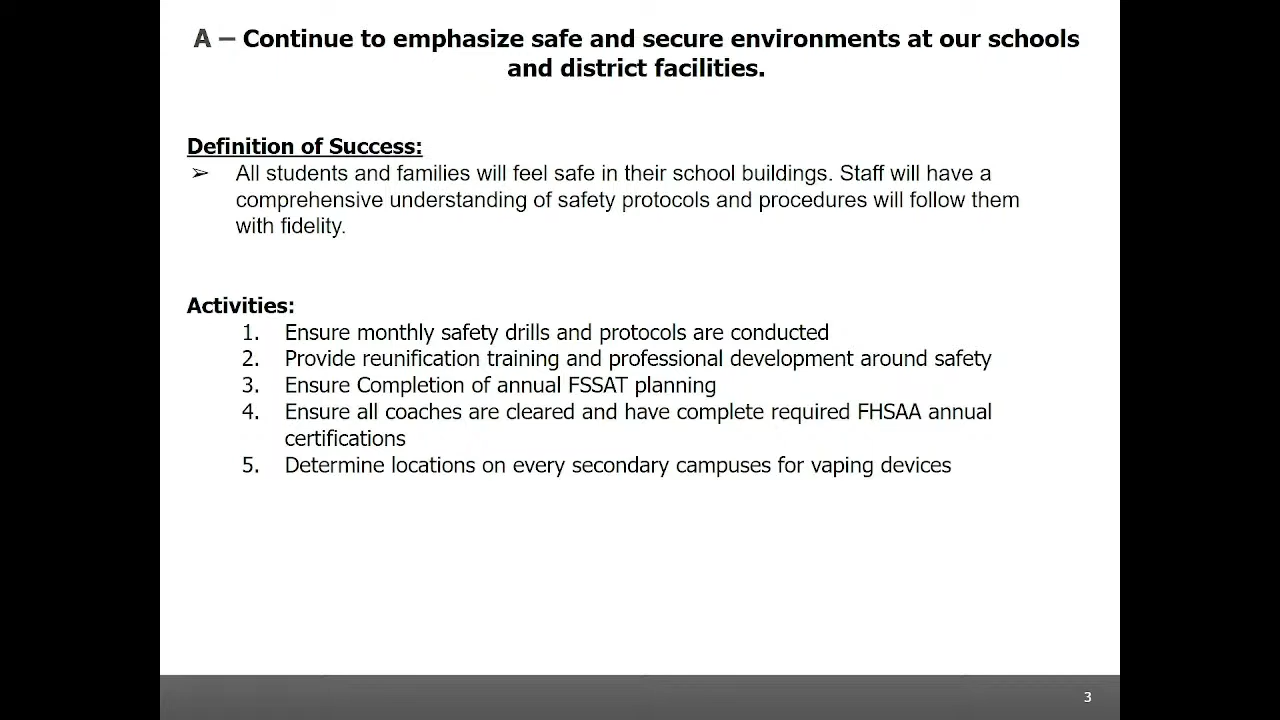 A – Continue to emphasize safe and secure environments at our schools
and district facilities.
Definition of Success:
➢ All students and families will feel safe in their school buildings. Staff will have a
comprehensive understanding of safety protocols and procedures will follow them
with fidelity.
Activities:
1. Ensure monthly safety drills and protocols are conducted
2. Provide reunification training and professional development around safety
3. Ensure Completion of annual FSSAT planning
4. Ensure all coaches are cleared and have complete required FHSAA annual
certifications
5. Determine locations on every secondary campuses for vaping devices
3